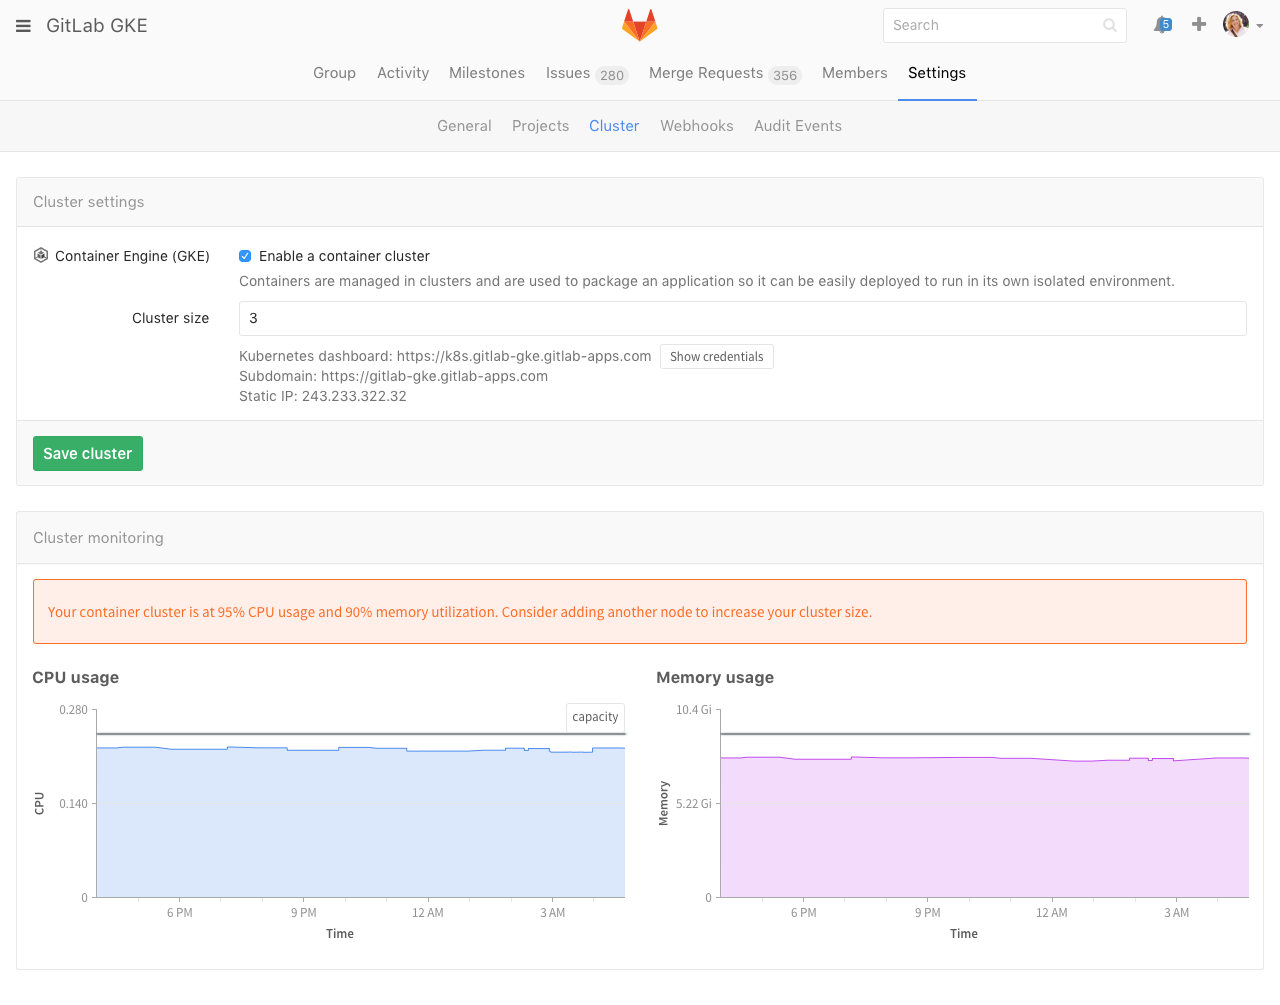 GitLab GKE
Search
5
Group Activity Milestones Issues 280 Merge Requests 356 Members Settings
General Projects Cluster Webhooks Audit Events
Cluster settings
Container Engine (GKE) Enable a container cluster
Containers are managed in clusters and are used to package an application so it can be easily deployed to run in its own isolated environment.
Cluster size 3
Kubernetes dashboard: https://k8s.gitlab-gke.gitlab-apps.com Show credentials
Subdomain: https://gitlab-gke.gitlab-apps.com
Static IP: 243.233.322.32
Save cluster
Cluster monitoring
Your container cluster is at 95% CPU usage and 90% memory utilization. Consider adding another node to increase your cluster size.
CPU usage
0.280
capacity
CPU
0.140
0
6 PM 9 PM 12 AM 3 AM
Time
Memory usage
10.4 Gi
Memory
5.22 Gi
0
6 PM 9 PM 12 AM 3 AM
Time